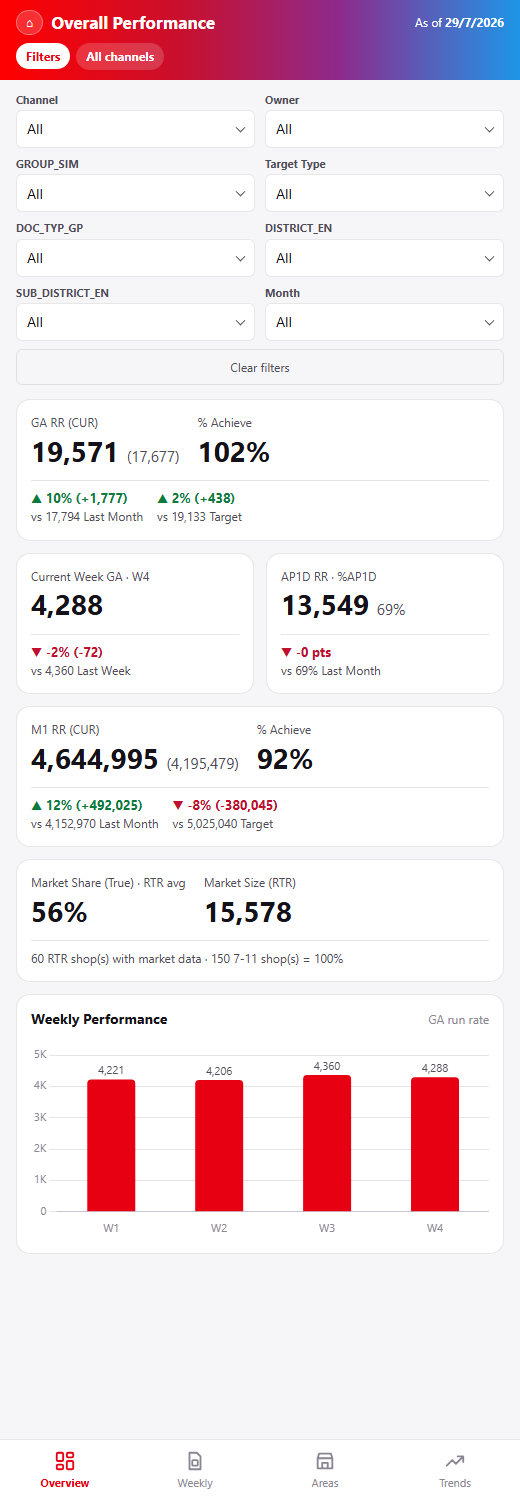 Overall Performance
As of 29/7/2026
Filters
All channels
Channel
Owner
All
All
GROUP_SIM
Target Type
All
All
DOC_TYP_GP
DISTRICT_EN
All
All
SUB_DISTRICT_EN
Month
All
All
Clear filters
GA RR (CUR)
% Achieve
19,571 (17,677)
102%
▲ 10% (+1,777)
▲ 2% (+438)
vs 17,794 Last Month
vs 19,133 Target
Current Week GA · W4
4,288
▼ -2% (-72)
vs 4,360 Last Week
AP1D RR · %AP1D
13,549 69%
▼ -0 pts
vs 69% Last Month
M1 RR (CUR)
% Achieve
4,644,995 (4,195,479)
92%
▲ 12% (+492,025)
▼ -8% (-380,045)
vs 4,152,970 Last Month
vs 5,025,040 Target
Market Share (True) · RTR avg
Market Size (RTR)
56%
15,578
60 RTR shop(s) with market data · 150 7-11 shop(s) = 100%
Weekly Performance
GA run rate
5K
4K
3K
2K
1K
0
4,221
4,206
4,360
4,288
W1
W2
W3
W4
Overview
Weekly
Areas
Trends